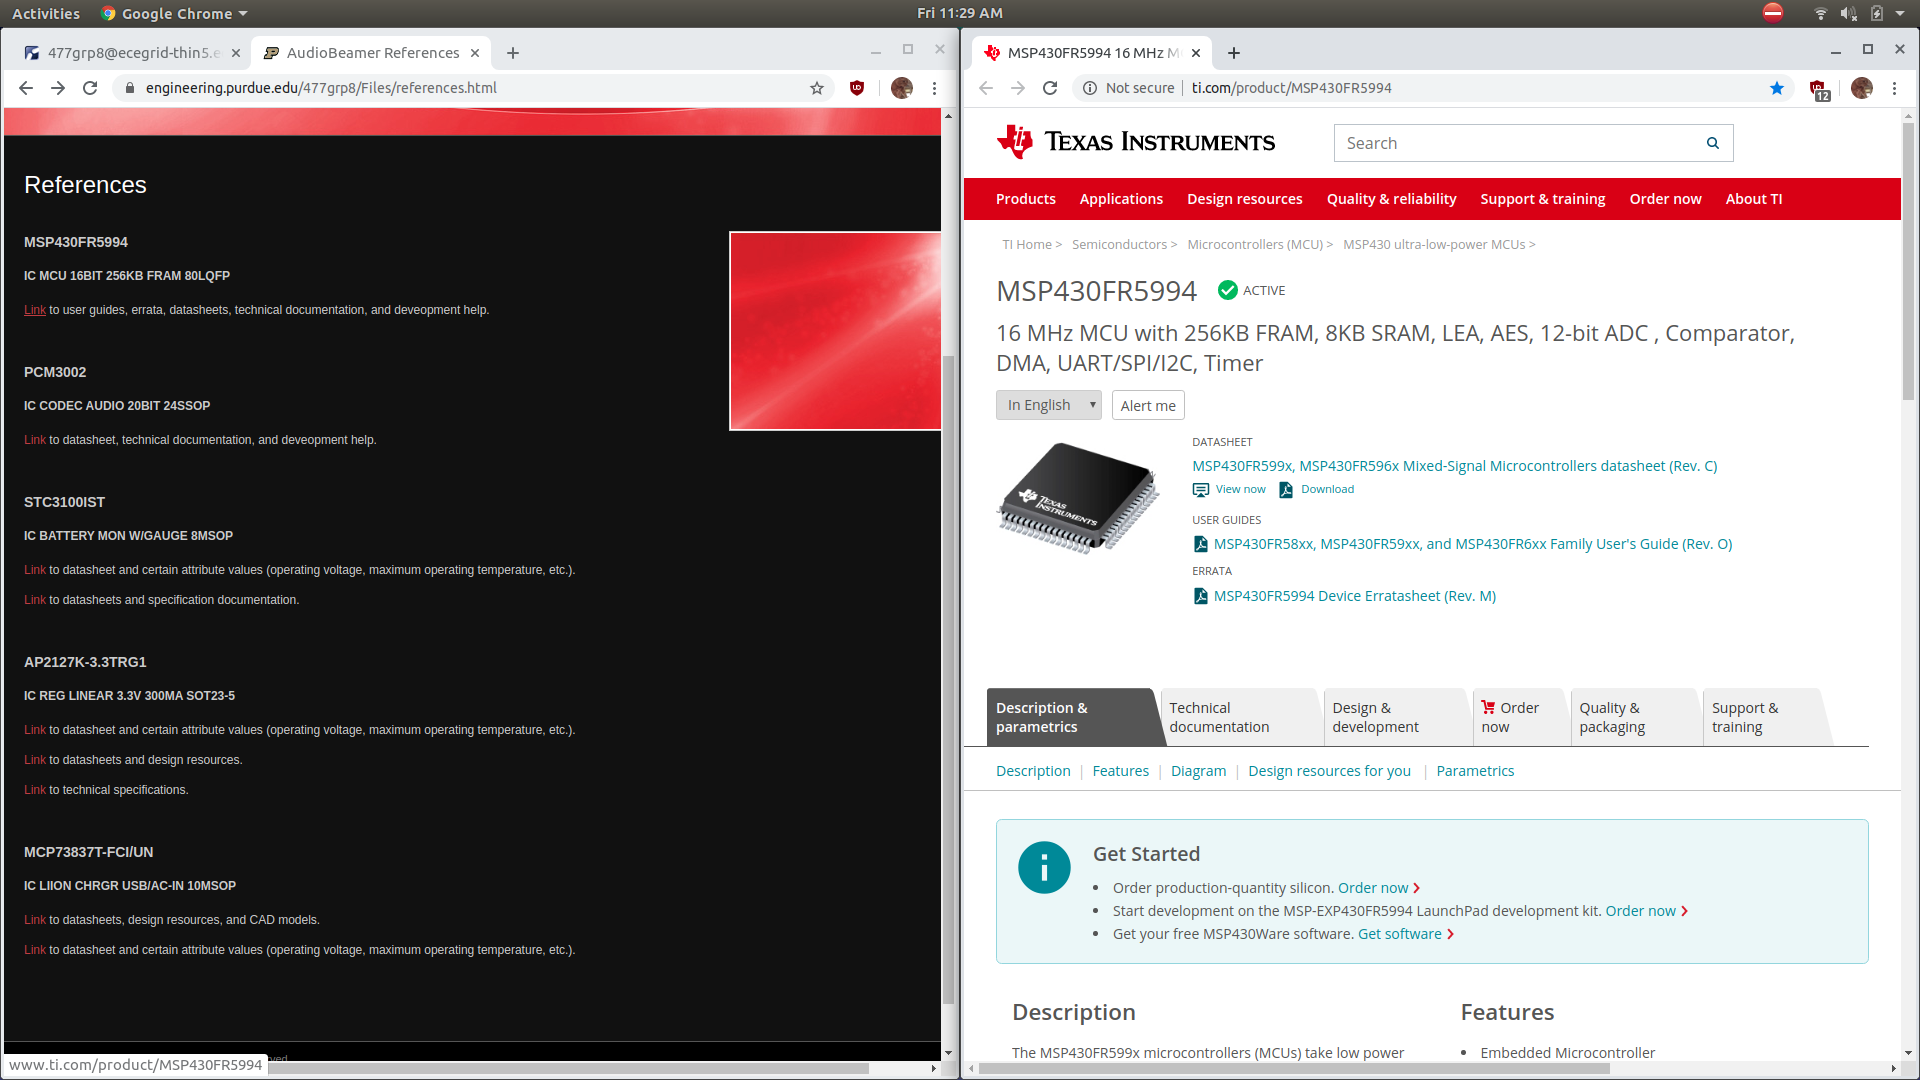 Activities
Google Chrome
Fri 11:29 AM
477grp8@ecegrid-thin5.e
AudioBeamer References
engineering.purdue.edu/477grp8/Files/references.html
References
MSP430FR5994
IC MCU 16BIT 256KB FRAM 80LQFP
Link to user guides, errata, datasheets, technical documentation, and deveopment help.
PCM3002
IC CODEC AUDIO 20BIT 24SSOP
Link to datasheet, technical documentation, and deveopment help.
STC3100IST
IC BATTERY MON W/GAUGE 8MSOP
Link to datasheet and certain attribute values (operating voltage, maximum operating temperature, etc.).
Link to datasheets and specification documentation.
AP2127K-3.3TRG1
IC REG LINEAR 3.3V 300MA SOT23-5
Link to datasheet and certain attribute values (operating voltage, maximum operating temperature, etc.).
Link to datasheets and design resources.
Link to technical specifications.
MCP73837T-FCI/UN
IC LIION CHRGR USB/AC-IN 10MSOP
Link to datasheets, design resources, and CAD models.
Link to datasheet and certain attribute values (operating voltage, maximum operating temperature, etc.).
www.ti.com/product/MSP430FR5994
MSP430FR5994 16 MHz M
Not secure
ti.com/product/MSP430FR5994
12
TEXAS INSTRUMENTS
Search
Products Applications Design resources Quality & reliability Support & training Order now About TI
TI Home > Semiconductors > Microcontrollers (MCU) > MSP430 ultra-low-power MCUs >
MSP430FR5994
ACTIVE
16 MHz MCU with 256KB FRAM, 8KB SRAM, LEA, AES, 12-bit ADC , Comparator,
DMA, UART/SPI/I2C, Timer
In English
Alert me
TEXAS INSTRUMENTS
DATASHEET
MSP430FR599x, MSP430FR596x Mixed-Signal Microcontrollers datasheet (Rev. C)
View now Download
USER GUIDES
MSP430FR58xx, MSP430FR59xx, and MSP430FR6xx Family User's Guide (Rev. O)
ERRATA
MSP430FR5994 Device Erratasheet (Rev. M)
Description & parametrics
Technical documentation
Design & development
Order now
Quality & packaging
Support & training
Description | Features | Diagram | Design resources for you | Parametrics
Get Started
• Order production-quantity silicon. Order now
• Start development on the MSP-EXP430FR5994 LaunchPad development kit. Order now
• Get your free MSP430Ware software. Get software
Description
The MSP430FR599x microcontrollers (MCUs) take low power
Features
• Embedded Microcontroller